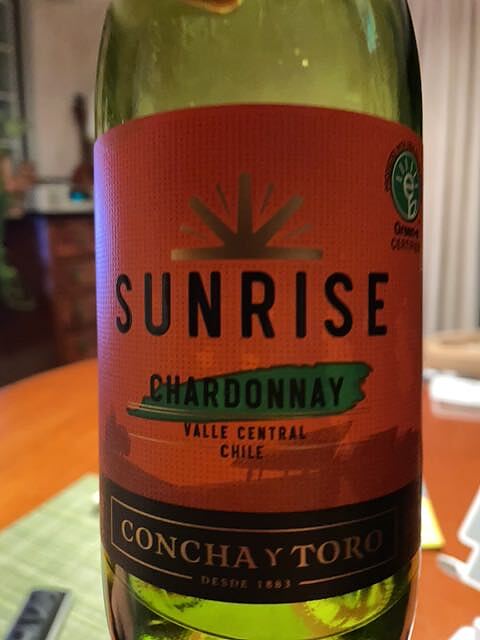 SUNRISE
CHARDONNAY
VALLE CENTRAL
CHILE
CONCHA Y TORO
DESDE 1883